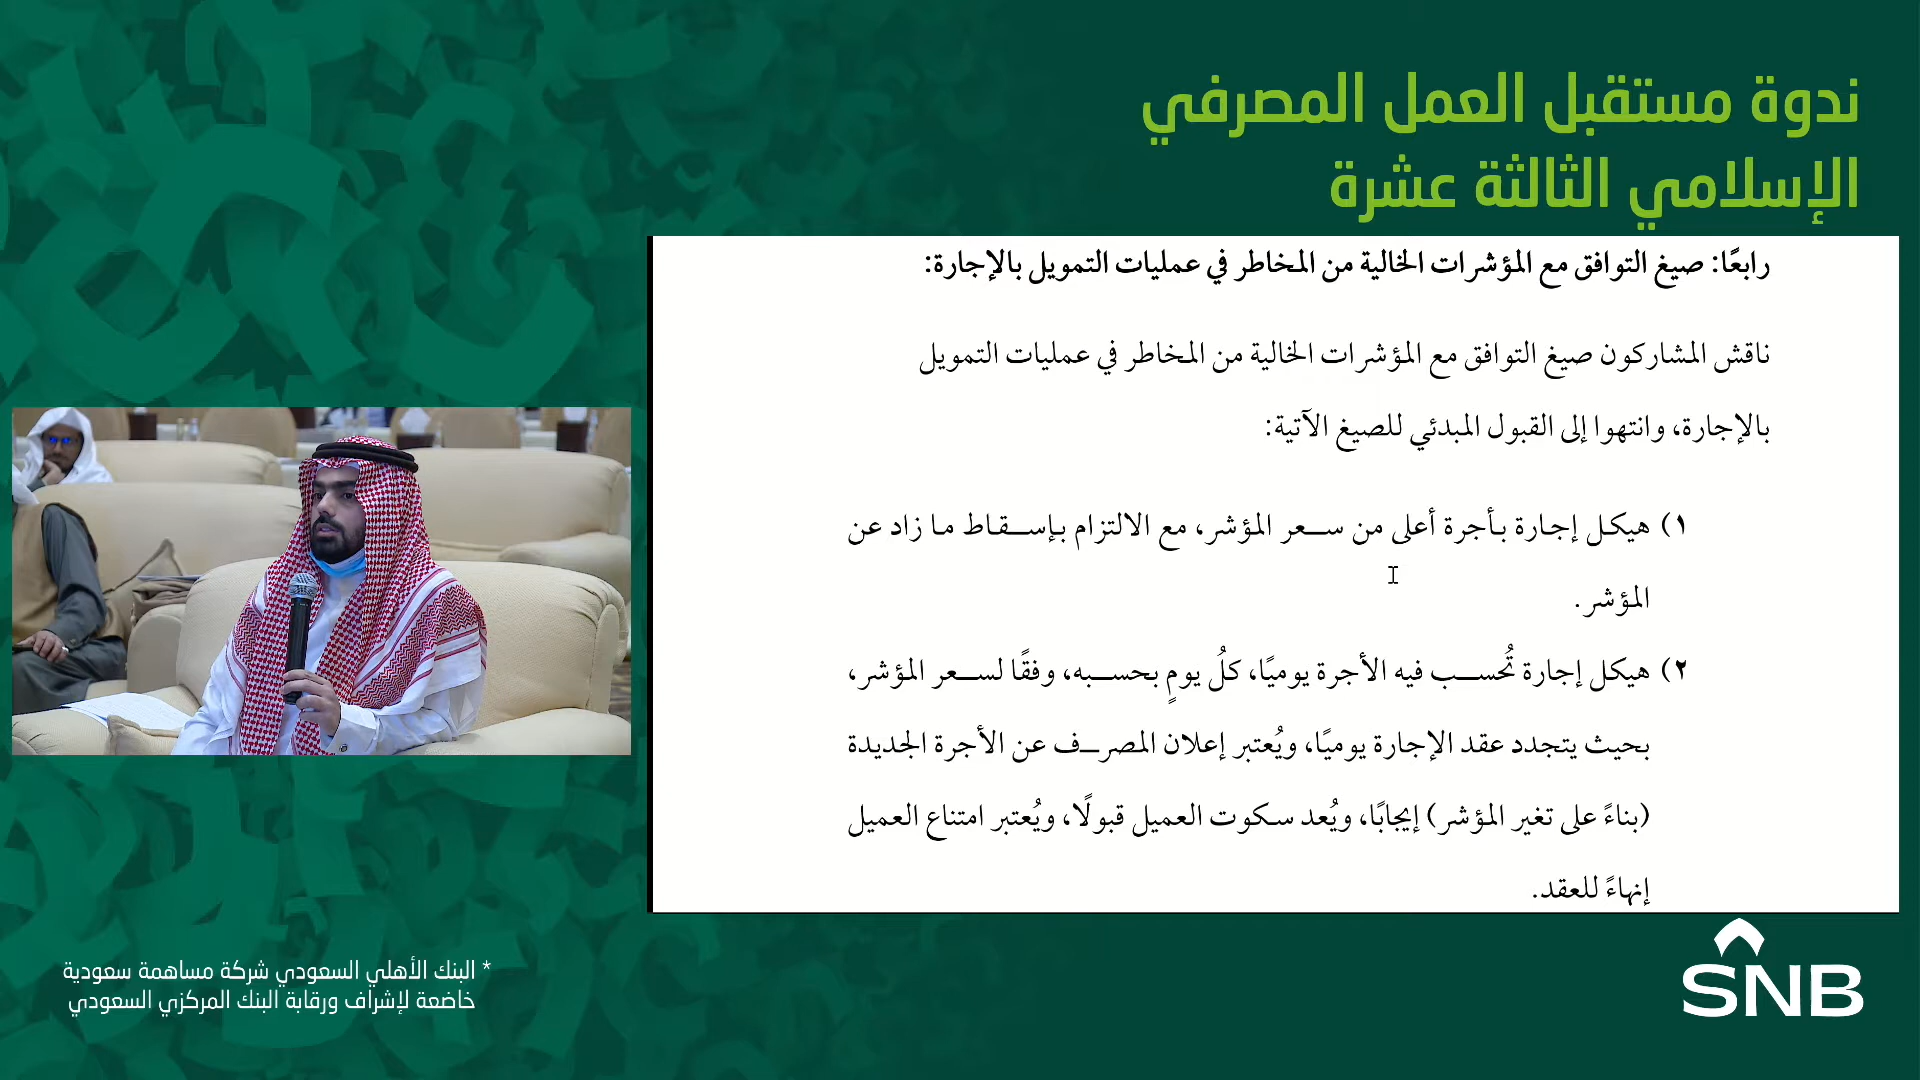 ندوة مستقبل العمل المصرفي
الإسلامي الثالثة عشرة
رابعًا: صيغ التوافق مع المؤشرات الخالية من المخاطر في عمليات التمويل بالإجارة:
ناقش المشاركون صيغ التوافق مع المؤشرات الخالية من المخاطر في عمليات التمويل
بالإجارة، وانتهوا إلى القبول المبدئي للصيغ الآتية:
١) هيكل إجارة بأجرة أعلى من سعر المؤشر، مع الالتزام بإسقاط ما زاد عن
المؤشر.
٢) هيكل إجارة تُحسب فيه الأجرة يوميًا، كلُ يومٍ بحسبه، وفقًا لسعر المؤشر،
بحيث يتجدد عقد الإجارة يوميًا، ويُعتبر إعلان المصرف عن الأجرة الجديدة
(بناءً على تغير المؤشر) إيجابًا، ويُعد سكوت العميل قبولًا، ويُعتبر امتناع العميل
إنهاءً للعقد.
* البنك الأهلي السعودي شركة مساهمة سعودية
خاضعة لإشراف ورقابة البنك المركزي السعودي
SNB